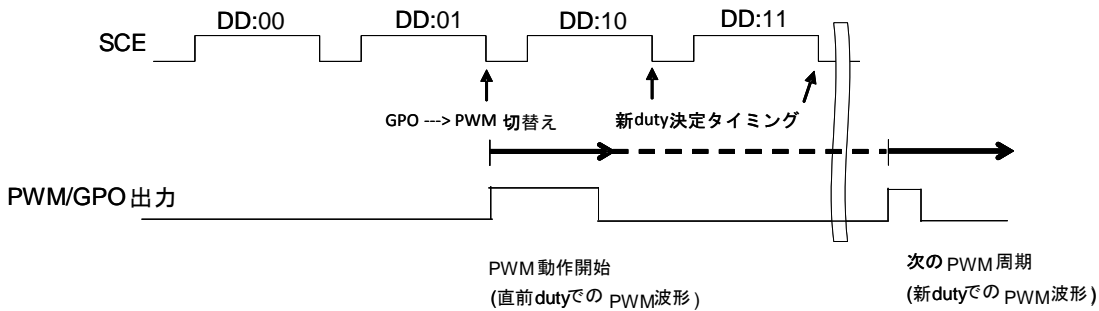 DD:00 DD:01 DD:10 DD:11
SCE
GPO ---> PWM 切替え 新duty決定タイミング
PWM/GPO出力
PWM動作開始
(直前dutyでの PWM波形)
次の PWM周期
(新dutyでの PWM波形)